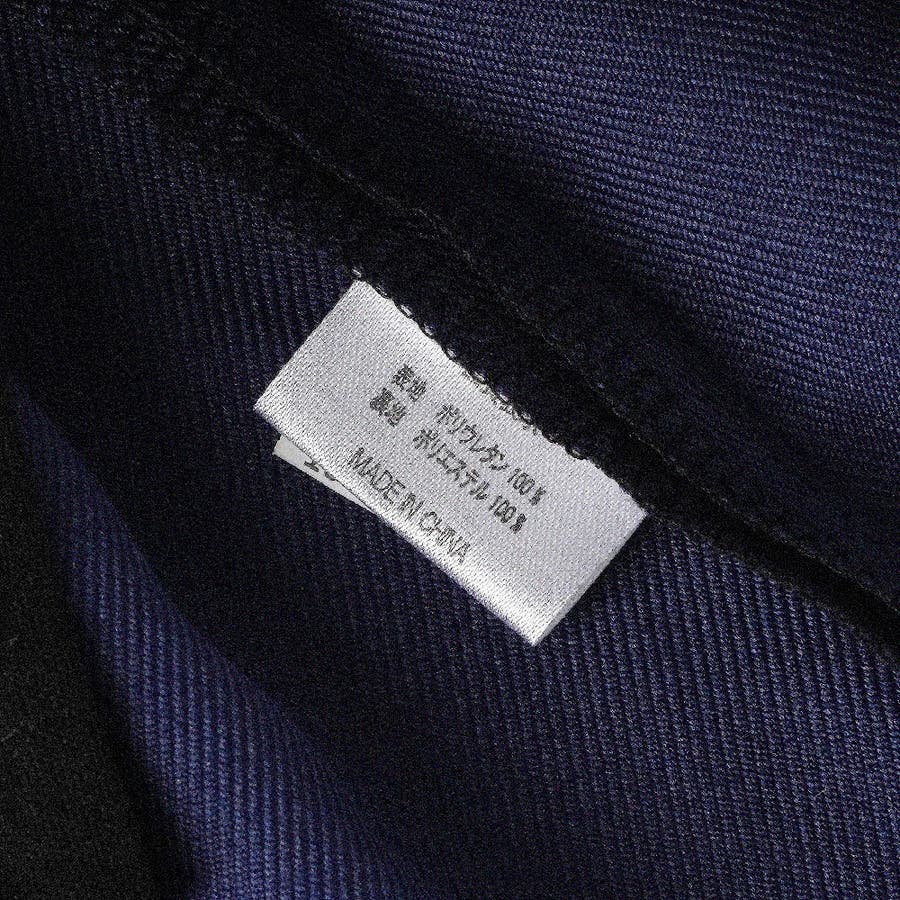 表地 ポリウレタン 100%
裏地 ポリエステル 100%
MADE IN CHINA